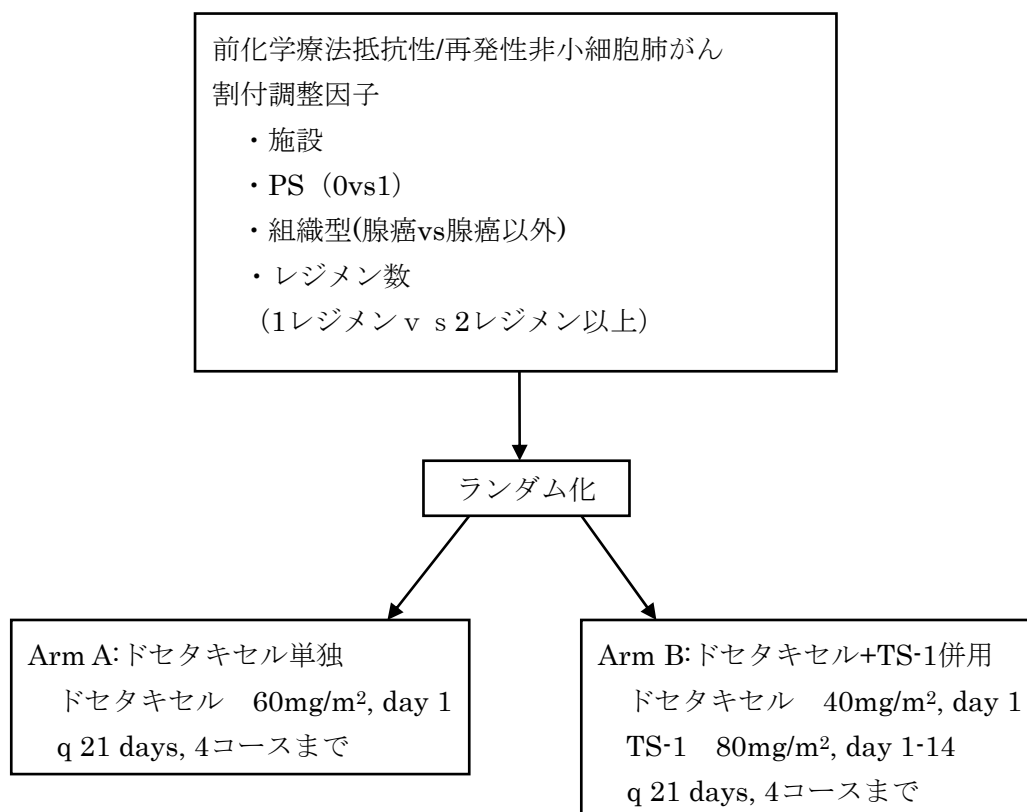 前化学療法抵抗性/再発性非小細胞肺がん
割付調整因子
・施設
・PS（0vs1）
・組織型(腺癌vs腺癌以外)
・レジメン数
（1レジメンｖｓ2レジメン以上）
ランダム化
Arm A:ドセタキセル単独
ドセタキセル　60mg/m², day 1
q 21 days, 4コースまで
Arm B:ドセタキセル+TS-1併用
ドセタキセル　40mg/m², day 1
TS-1　80mg/m², day 1-14
q 21 days, 4コースまで